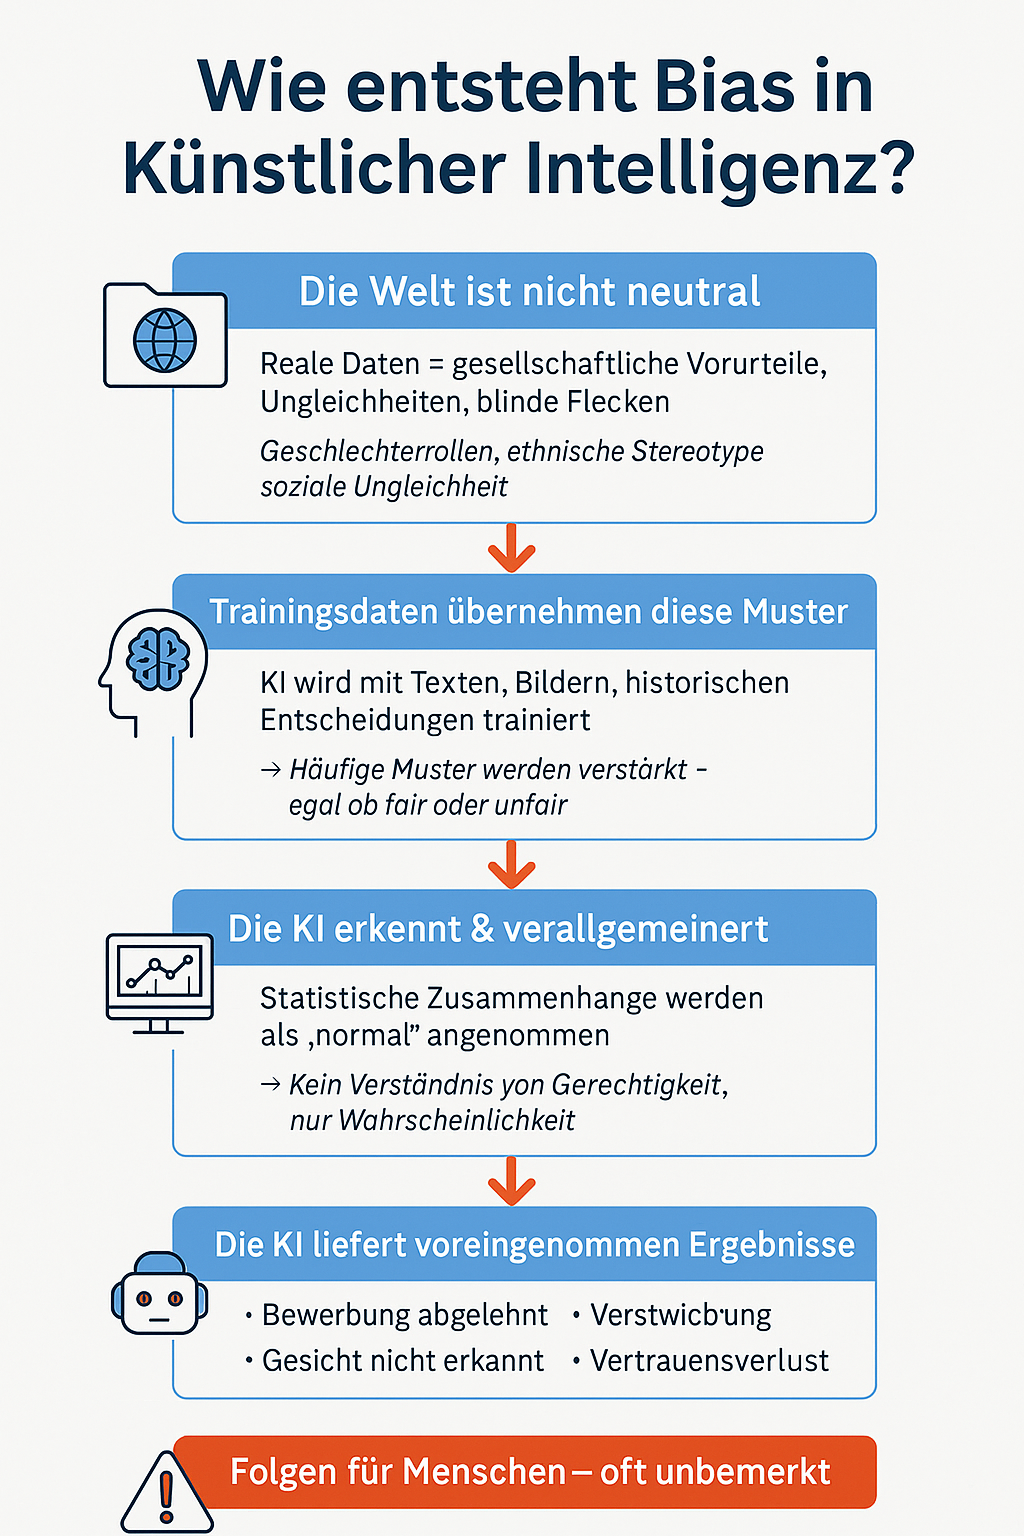 Wie entsteht Bias in
Künstlicher Intelligenz?
Die Welt ist nicht neutral
Reale Daten = gesellschaftliche Vorurteile,
Ungleichheiten, blinde Flecken
Geschlechterrollen, ethnische Stereotype
soziale Ungleichheit
Trainingsdaten übernehmen diese Muster
KI wird mit Texten, Bildern, historischen
Entscheidungen trainiert
→ Häufige Muster werden verstärkt –
egal ob fair oder unfair
Die KI erkennt & verallgemeinert
Statistische Zusammenhange werden
als ‚normal” angenommen
→ Kein Verständnis yon Gerechtigkeit,
nur Wahrscheinlichkeit
Die KI liefert voreingenommen Ergebnisse
• Bewerbung abgelehnt
• Gesicht nicht erkannt
•
• Vertrauensverlust
Folgen für Menschen – oft unbemerkt